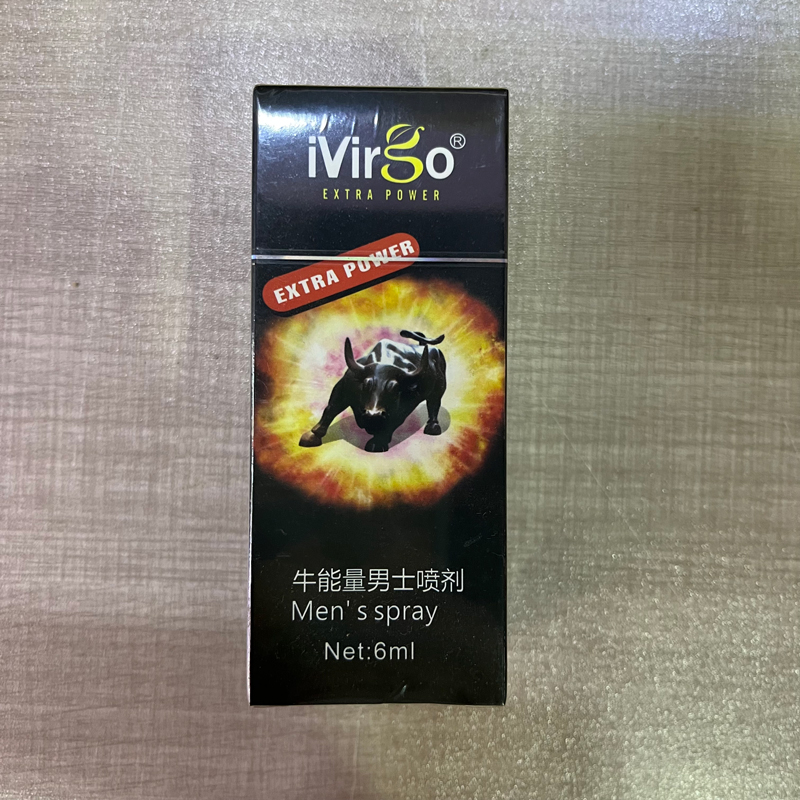 iVirgo®
EXTRA POWER
EXTRA POWER
牛能量男士喷剂
Men's spray
Net:6ml